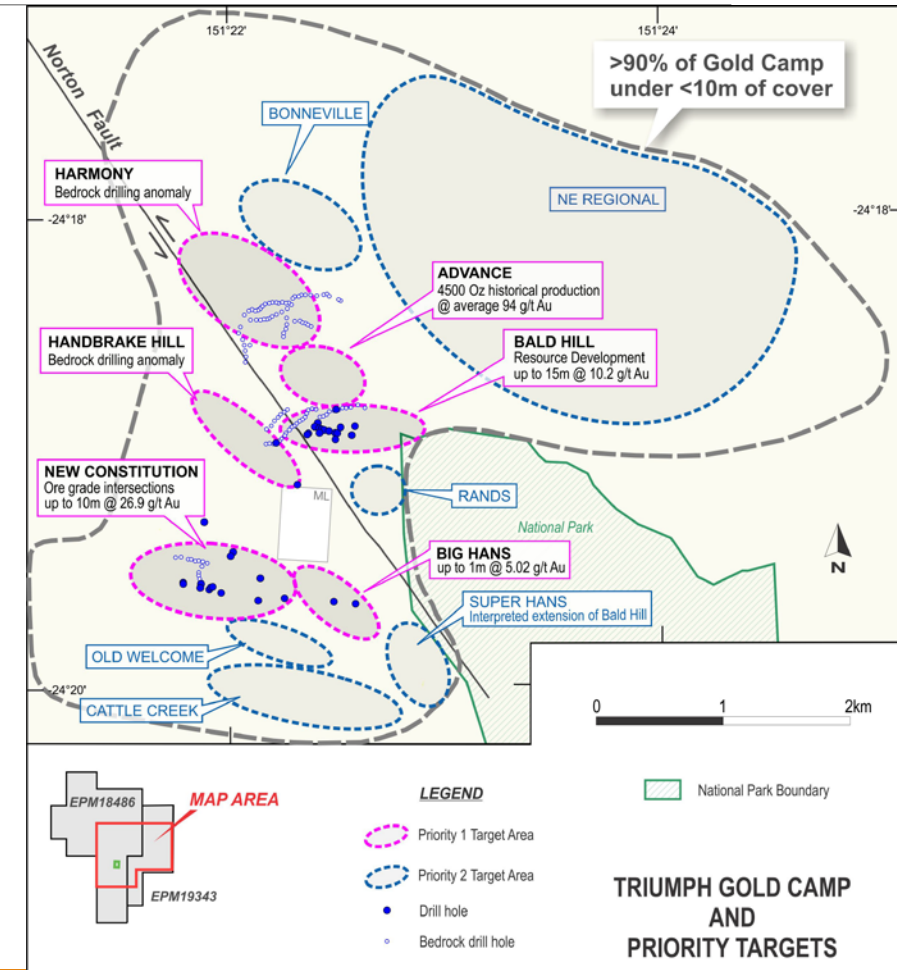 151°22'
151°24'
>90% of Gold Camp
under <10m of cover
Norton Fault
BONNEVILLE
HARMONY
Bedrock drilling anomaly
NE REGIONAL
-24°18'
-24°18'
ADVANCE
4500 Oz historical production
@ average 94 g/t Au
HANDBRAKE HILL
Bedrock drilling anomaly
BALD HILL
Resource Development
up to 15m @ 10.2 g/t Au
NEW CONSTITUTION
Ore grade intersections
up to 10m @ 26.9 g/t Au
ML
RANDS
National Park
N
BIG HANS
up to 1m @ 5.02 g/t Au
SUPER HANS
Interpreted extension of Bald Hill
OLD WELCOME
-24°20'
CATTLE CREEK
0 1 2km
EPM18486
MAP AREA
EPM19343
LEGEND
Priority 1 Target Area
Priority 2 Target Area
Drill hole
Bedrock drill hole
National Park Boundary
TRIUMPH GOLD CAMP
AND
PRIORITY TARGETS